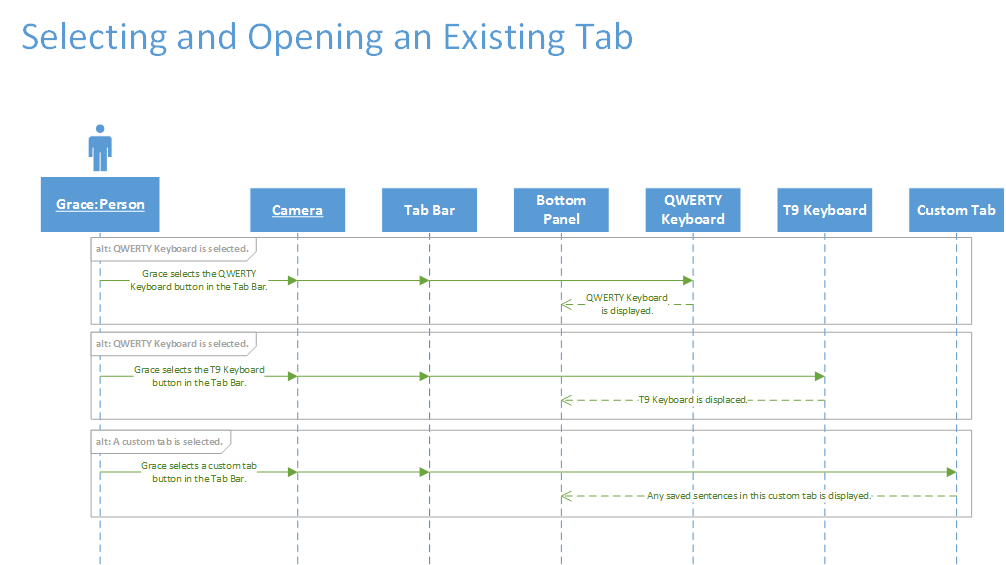 Selecting and Opening an Existing Tab
Grace:Person
Camera
Tab Bar
Bottom
Panel
QWERTY
Keyboard
T9 Keyboard
Custom Tab
alt: QWERTY Keyboard is selected.
Grace selects the QWERTY
Keyboard button in the Tab Bar.
QWERTY Keyboard
is displayed.
alt: QWERTY Keyboard is selected.
Grace selects the T9 Keyboard
button in the Tab Bar.
T9 Keyboard is displaced.
alt: A custom tab is selected.
Grace selects a custom tab
button in the Tab Bar.
Any saved sentences in this custom tab is displayed.